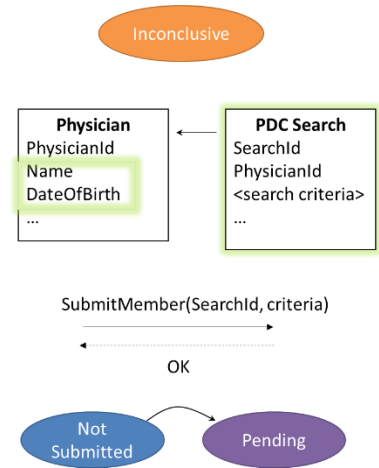 Inconclusive
Physician
PhysicianId
Name
DateOfBirth
...
PDC Search
SearchId
PhysicianId
<search criteria>
...
SubmitMember(SearchId, criteria)
OK
Not
Submitted
Pending